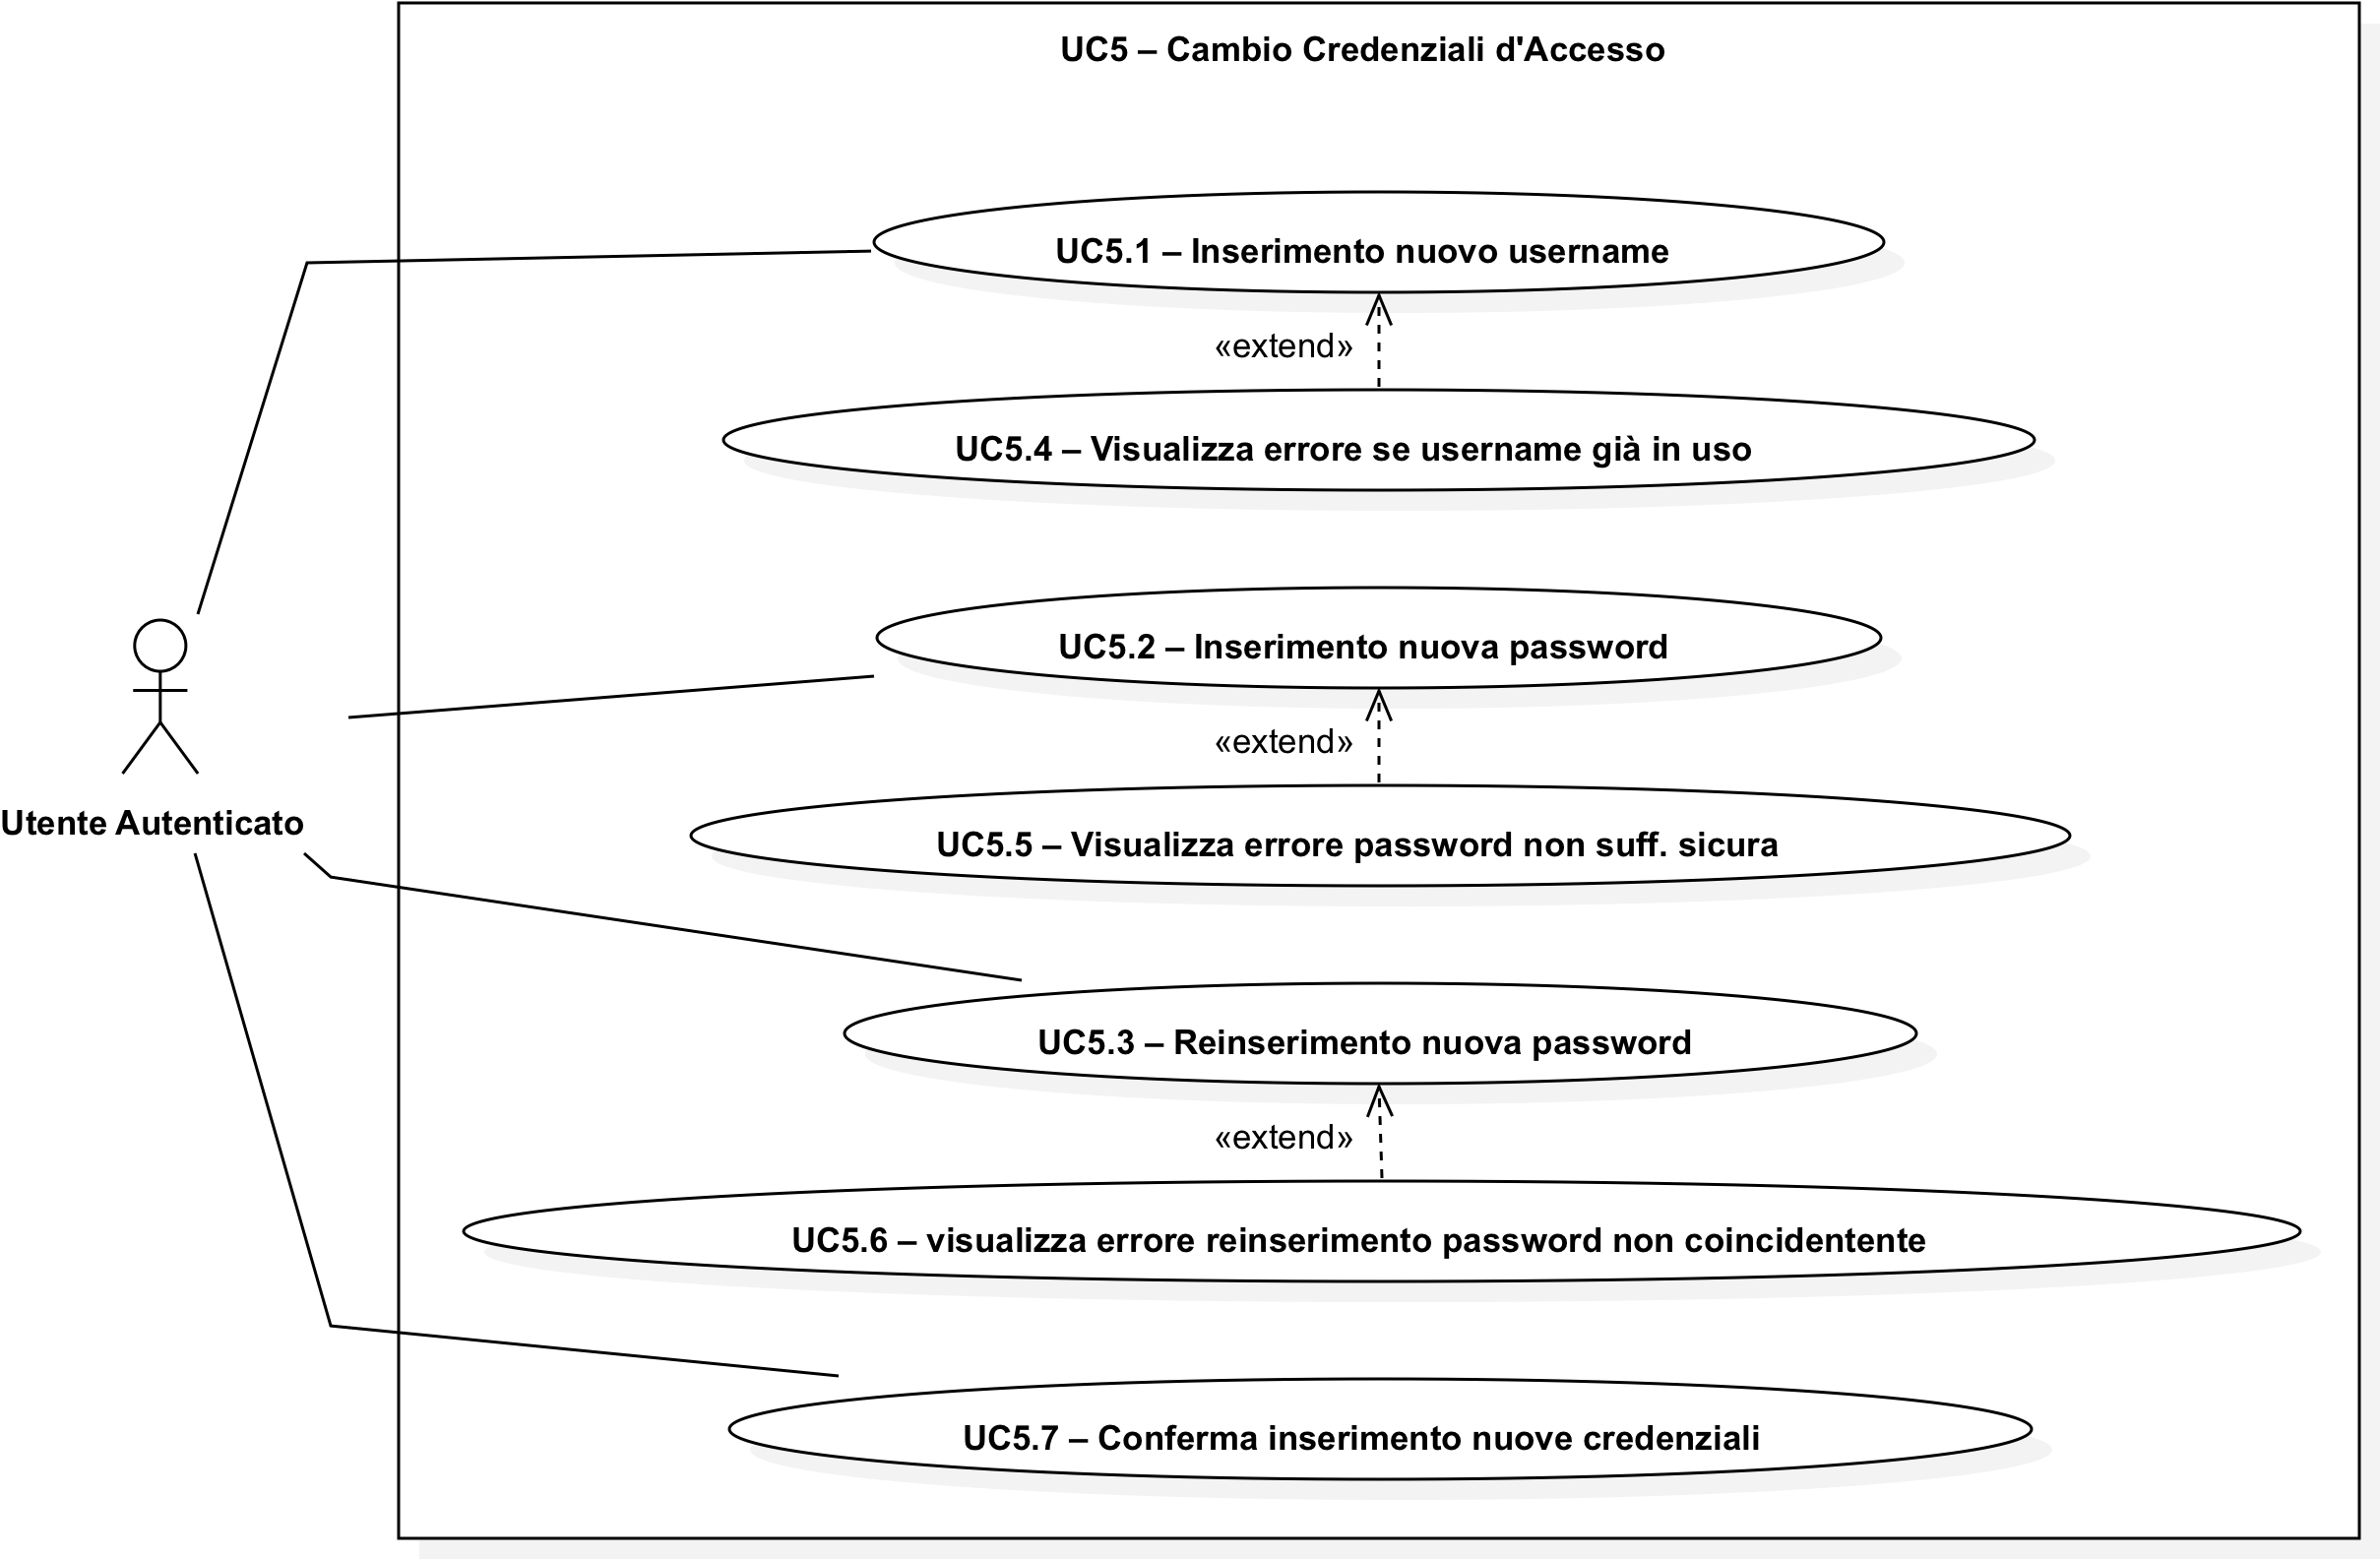 UC5 – Cambio Credenziali d'Accesso
UC5.1 – Inserimento nuovo username
«extend»
UC5.4 – Visualizza errore se username già in uso
UC5.2 – Inserimento nuova password
«extend»
Utente Autenticato
UC5.5 – Visualizza errore password non suff. sicura
UC5.3 – Reinserimento nuova password
«extend»
UC5.6 – visualizza errore reinserimento password non coincidentente
UC5.7 – Conferma inserimento nuove credenziali